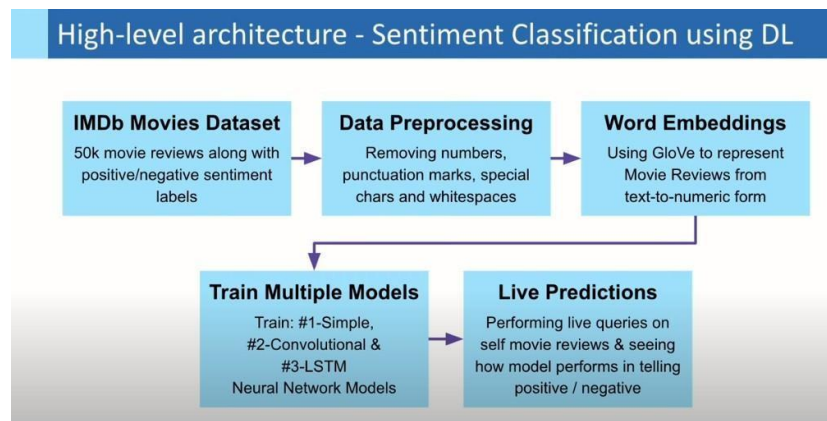 High-level architecture - Sentiment Classification using DL
IMDb Movies Dataset
50k movie reviews along with
positive/negative sentiment
labels
Data Preprocessing
Removing numbers,
punctuation marks, special
chars and whitespaces
Word Embeddings
Using GloVe to represent
Movie Reviews from
text-to-numeric form
Train Multiple Models
Train: #1-Simple,
#2-Convolutional &
#3-LSTM
Neural Network Models
Live Predictions
Performing live queries on
self movie reviews & seeing
how model performs in telling
positive / negative